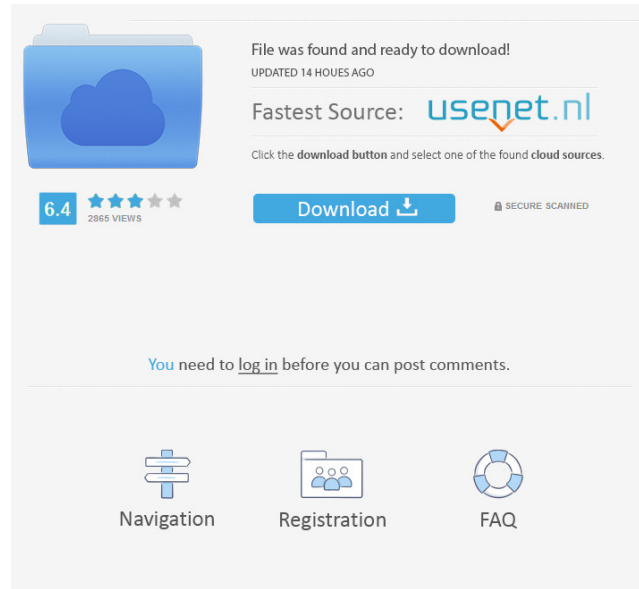 File was found and ready to download!
UPDATED 14 HOUES AGO
Fastest Source: usenet.nl
Click the download button and select one of the found cloud sources.
6.4
2865 VIEWS
Download
SECURE SCANNED
You need to log in before you can post comments.
Navigation
Registration
FAQ